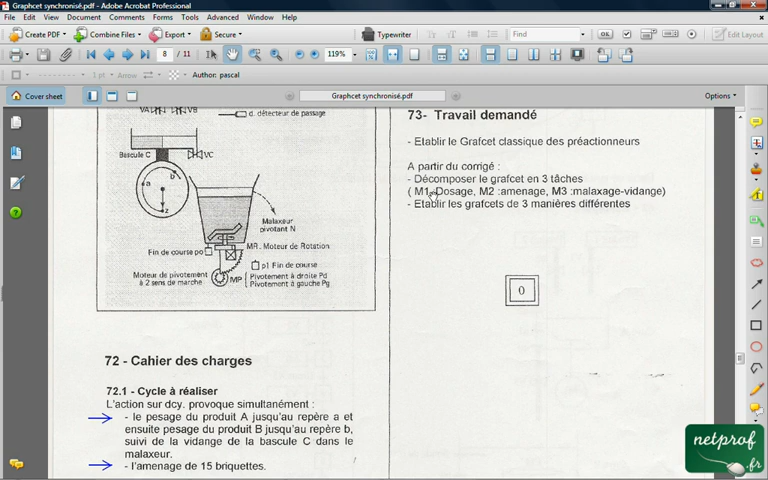 Graphcet synchronisé.pdf - Adobe Acrobat Professional
File Edit View Document Comments Forms Tools Advanced Window Help
Create PDF Combine Files Export Secure Typewriter Find OK Edit Layout
8 / 11 119%
1 pt Arrow Author: pascal
Cover sheet Graphcet synchronisé.pdf Options
VA VB
d. détecteur de passage
Bascule C
VC
a
b
z
Malaxeur
pivotant N
MR. Moteur de Rotation
Fin de course po
p1 Fin de course
Moteur de pivotement
à 2 sens de marche
MP
Pivotement à droite Pd
Pivotement à gauche Pg
72 - Cahier des charges
72.1 - Cycle à réaliser
L'action sur dcy. provoque simultanément :
- le pesage du produit A jusqu'au repère a et
ensuite pesage du produit B jusqu'au repère b,
suivi de la vidange de la bascule C dans le
malaxeur.
- l'amenage de 15 briquettes.
73- Travail demandé
- Etablir le Grafcet classique des préactionneurs
A partir du corrigé :
- Décomposer le grafcet en 3 tâches
( M1 :Dosage, M2 :amenage, M3 :malaxage-vidange)
- Etablir les grafcets de 3 manières différentes
0
netprof
.fr